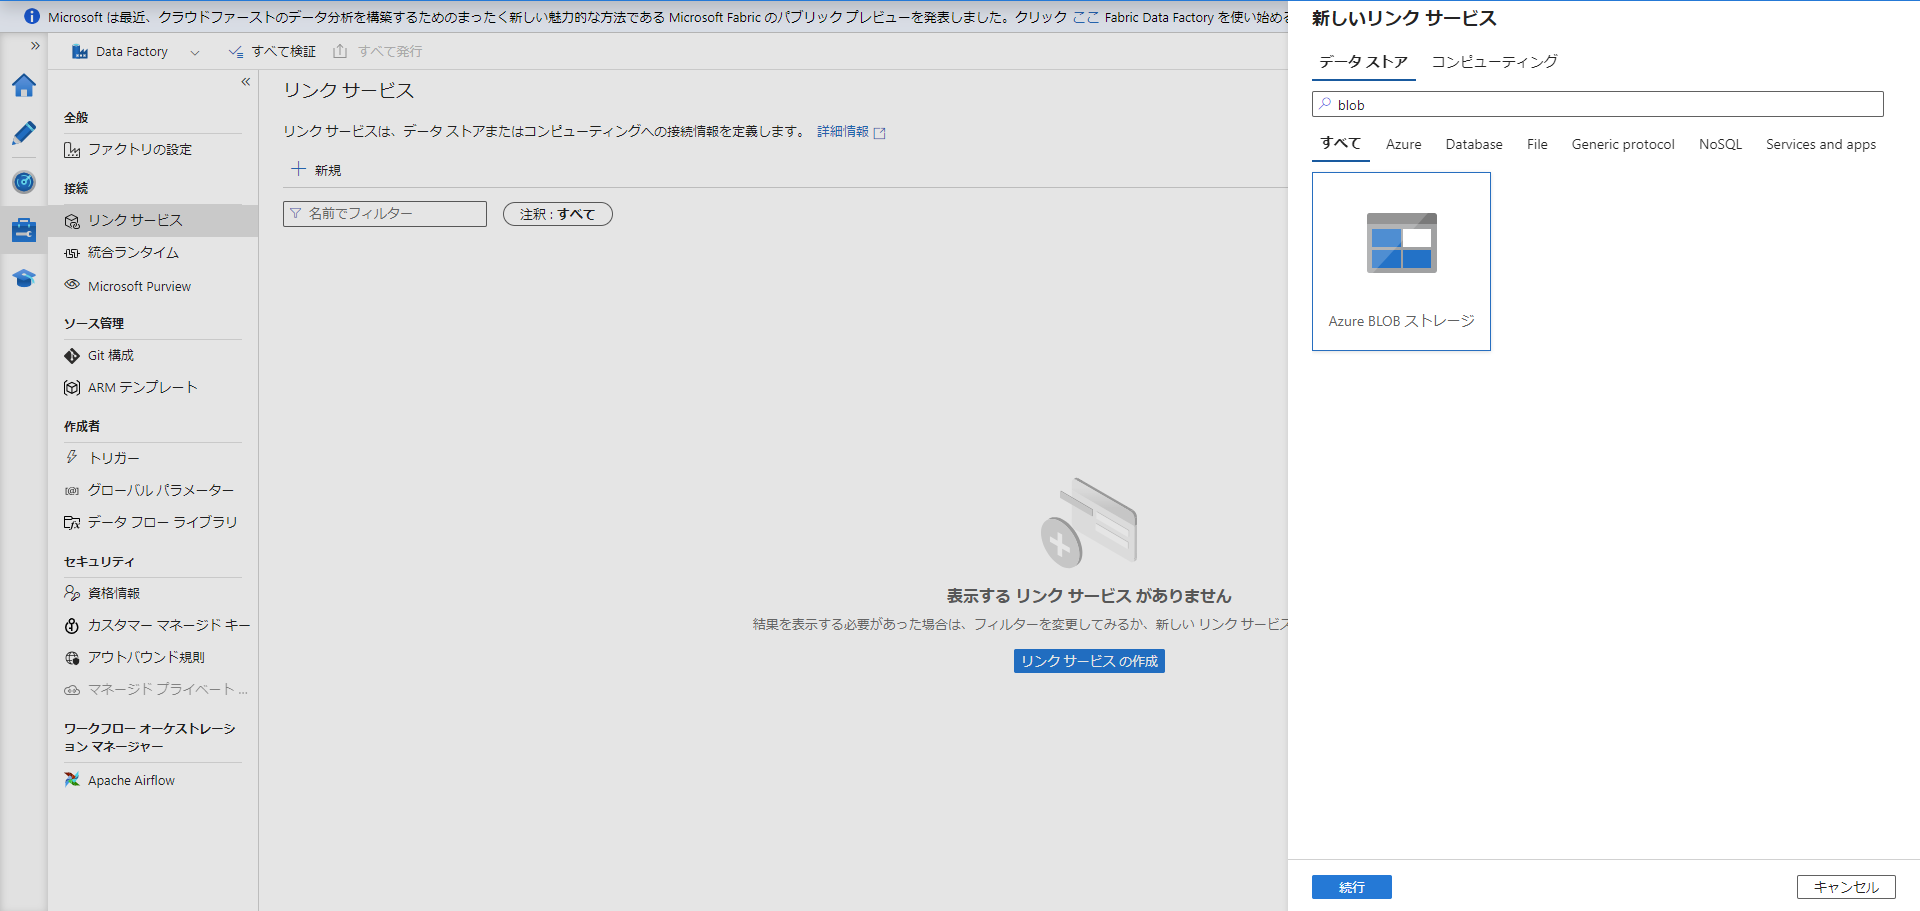 Microsoft は最近、クラウドファーストのデータ分析を構築するためのまったく新しい魅力的な方法である Microsoft Fabric のパブリック プレビューを発表しました。クリック ここ Fabric Data Factory を使い始める
Data Factory
すべて検証
すべて発行
全般
ファクトリの設定
接続
リンク サービス
統合ランタイム
Microsoft Purview
ソース管理
Git 構成
ARM テンプレート
作成者
トリガー
グローバル パラメーター
データ フロー ライブラリ
セキュリティ
資格情報
カスタマー マネージド キー
アウトバウンド規則
マネージド プライベート ...
ワークフロー オーケストレーシ
ョン マネージャー
Apache Airflow
リンク サービス
リンク サービスは、データ ストアまたはコンピューティングへの接続情報を定義します。 詳細情報
新規
名前でフィルター
注釈 : すべて
表示する リンク サービス がありません
結果を表示する必要があった場合は、フィルターを変更してみるか、新しい リンク サービス
リンク サービス の作成
新しいリンク サービス
データ ストア
コンピューティング
blob
すべて
Azure
Database
File
Generic protocol
NoSQL
Services and apps
Azure BLOB ストレージ
続行
キャンセル